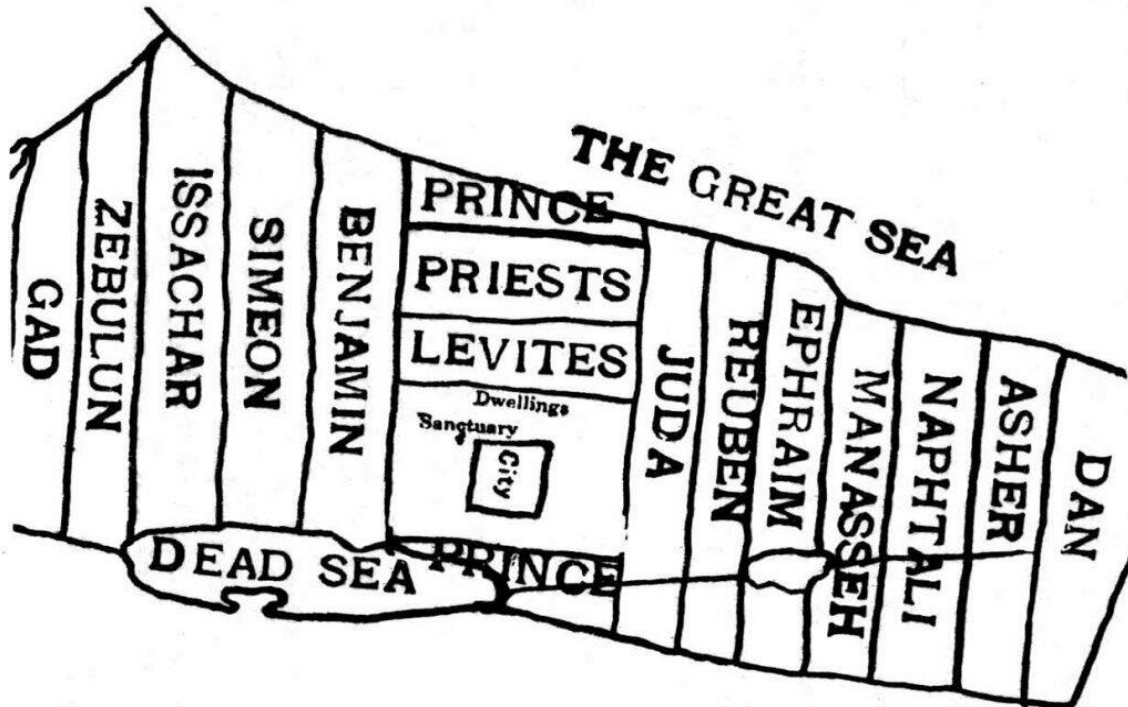 THE GREAT SEA
GAD
ZEBULUN
ISSACHAR
SIMEON
BENJAMIN
PRINCE
PRIESTS
LEVITES
Dwellings
Sanctuary
City
PRINCE
DEAD SEA
JUDA
REUBEN
EPHRAIM
MANASSEH
NAPHTALI
ASHER
DAN